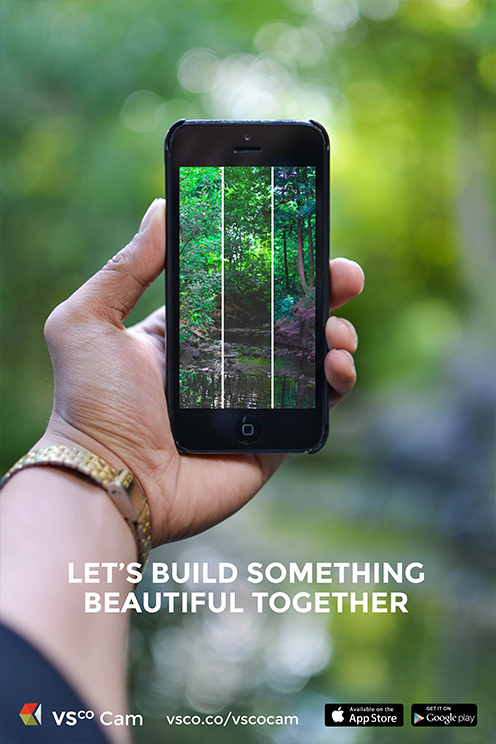 LET'S BUILD SOMETHING
BEAUTIFUL TOGETHER
VSCO Cam
vsco.co/vscocam
Available on the
App Store
GET IT ON
Google play